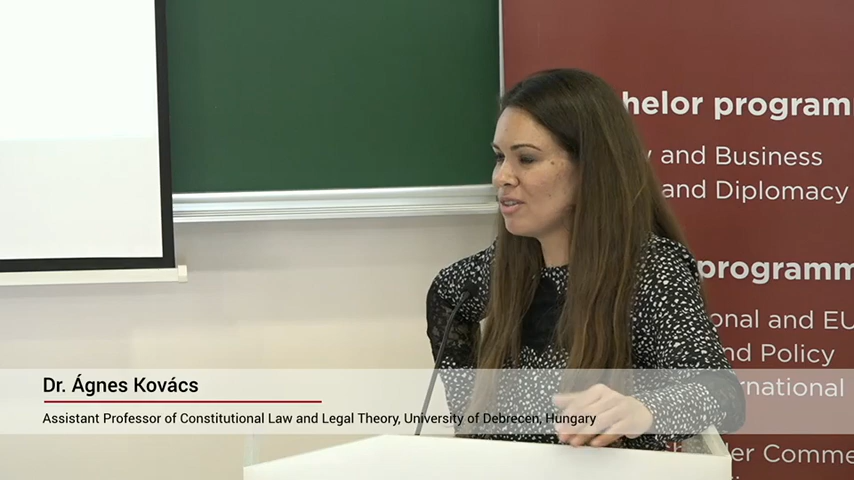 helor program
and Business
and Diplomacy
programm
onal and EU
nd Policy
rnational
Dr. Ágnes Kovács
Assistant Professor of Constitutional Law and Legal Theory, University of Debrecen, Hungary
er Comme